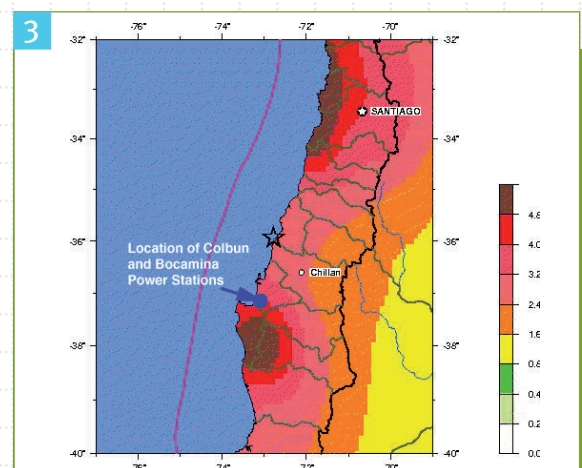 3
-76° -74° -72° -70°
-32° -32°
SANTIAGO
-34° -34°
-36° -36°
Location of Colbun
and Bocamina
Power Stations
Chillan
-38° -38°
-40° -40°
-76° -74° -72° -70°
4.8
4.0
3.2
2.4
1.6
0.8
0.4
0.2
0.0